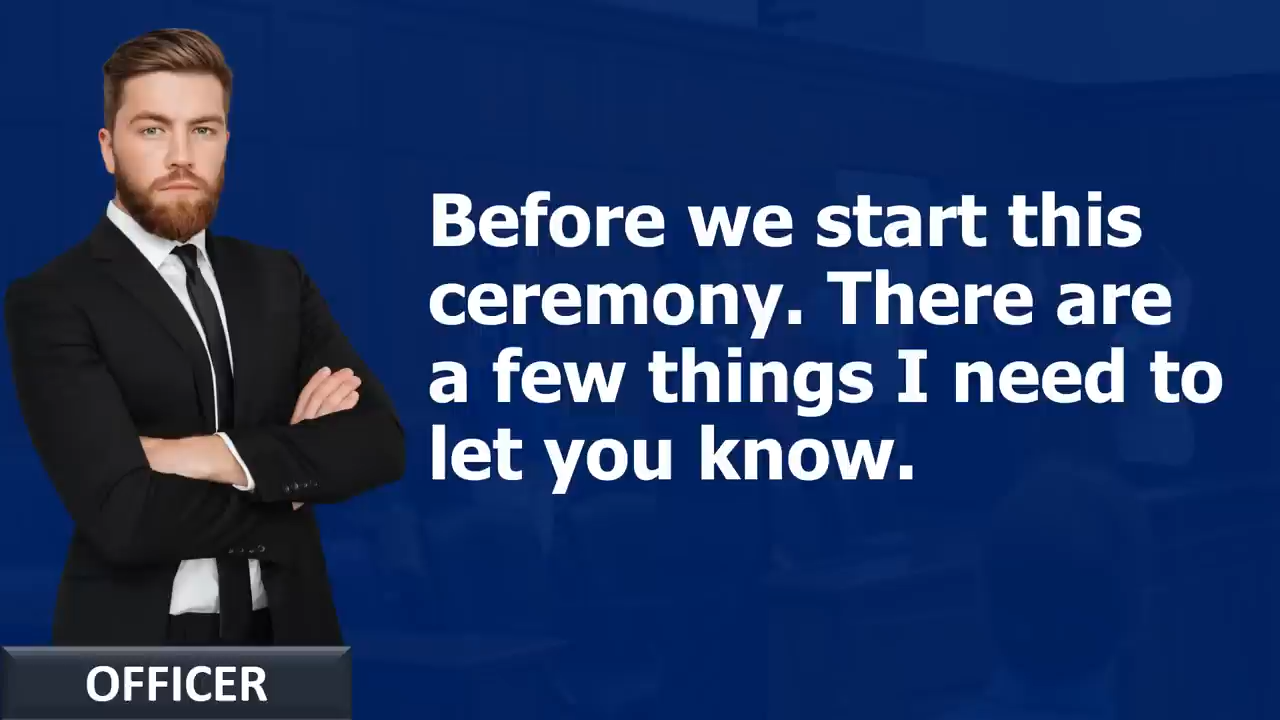 Before we start this
ceremony. There are
a few things I need to
let you know.
OFFICER